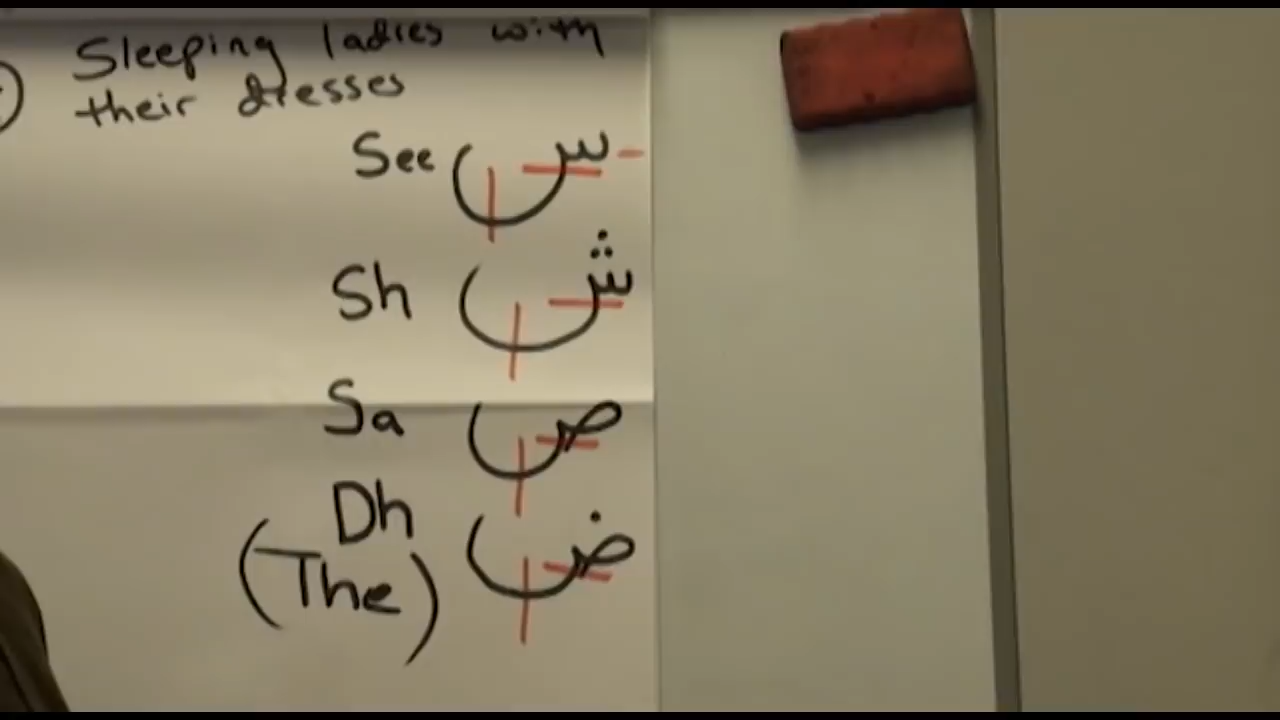 Sleeping ladies with
their dresses
See س
Sh ش
Sa ص
Dh ض
(The)